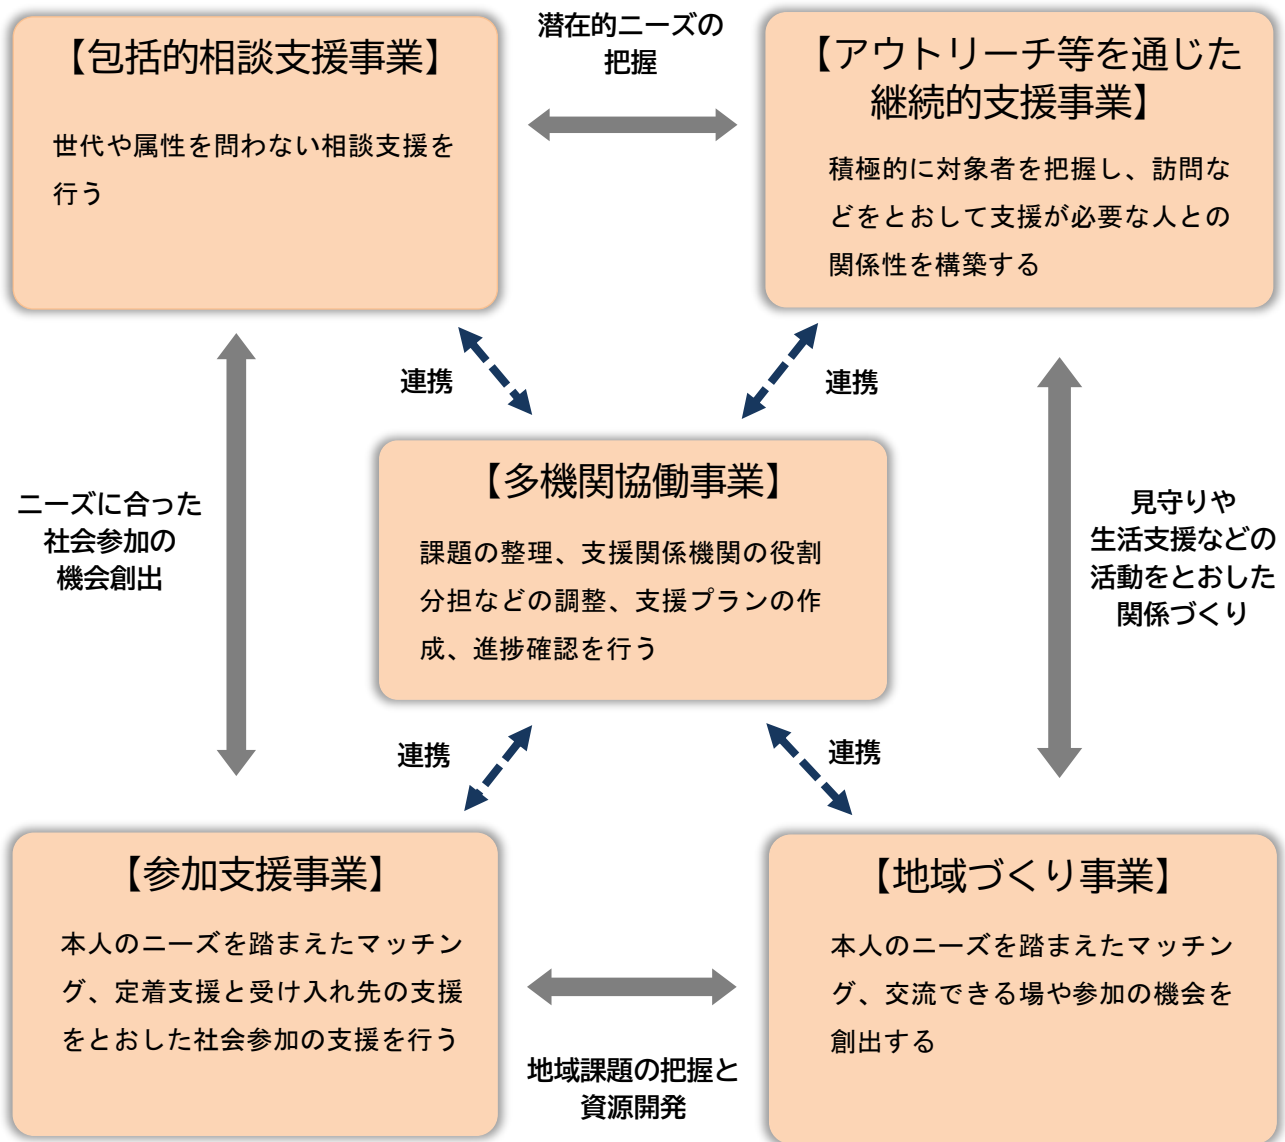 【包括的相談支援事業】
世代や属性を問わない相談支援を
行う
潜在的ニーズの
把握
【アウトリーチ等を通じた
継続的支援事業】
積極的に対象者を把握し、訪問な
どをとおして支援が必要な人との
関係性を構築する
連携
連携
ニーズに合った
社会参加の
機会創出
【多機関協働事業】
課題の整理、支援関係機関の役割
分担などの調整、支援プランの作
成、進捗確認を行う
見守りや
生活支援などの
活動をとおした
関係づくり
連携
連携
【参加支援事業】
本人のニーズを踏まえたマッチン
グ、定着支援と受け入れ先の支援
をとおした社会参加の支援を行う
地域課題の把握と
資源開発
【地域づくり事業】
本人のニーズを踏まえたマッチン
グ、交流できる場や参加の機会を
創出する